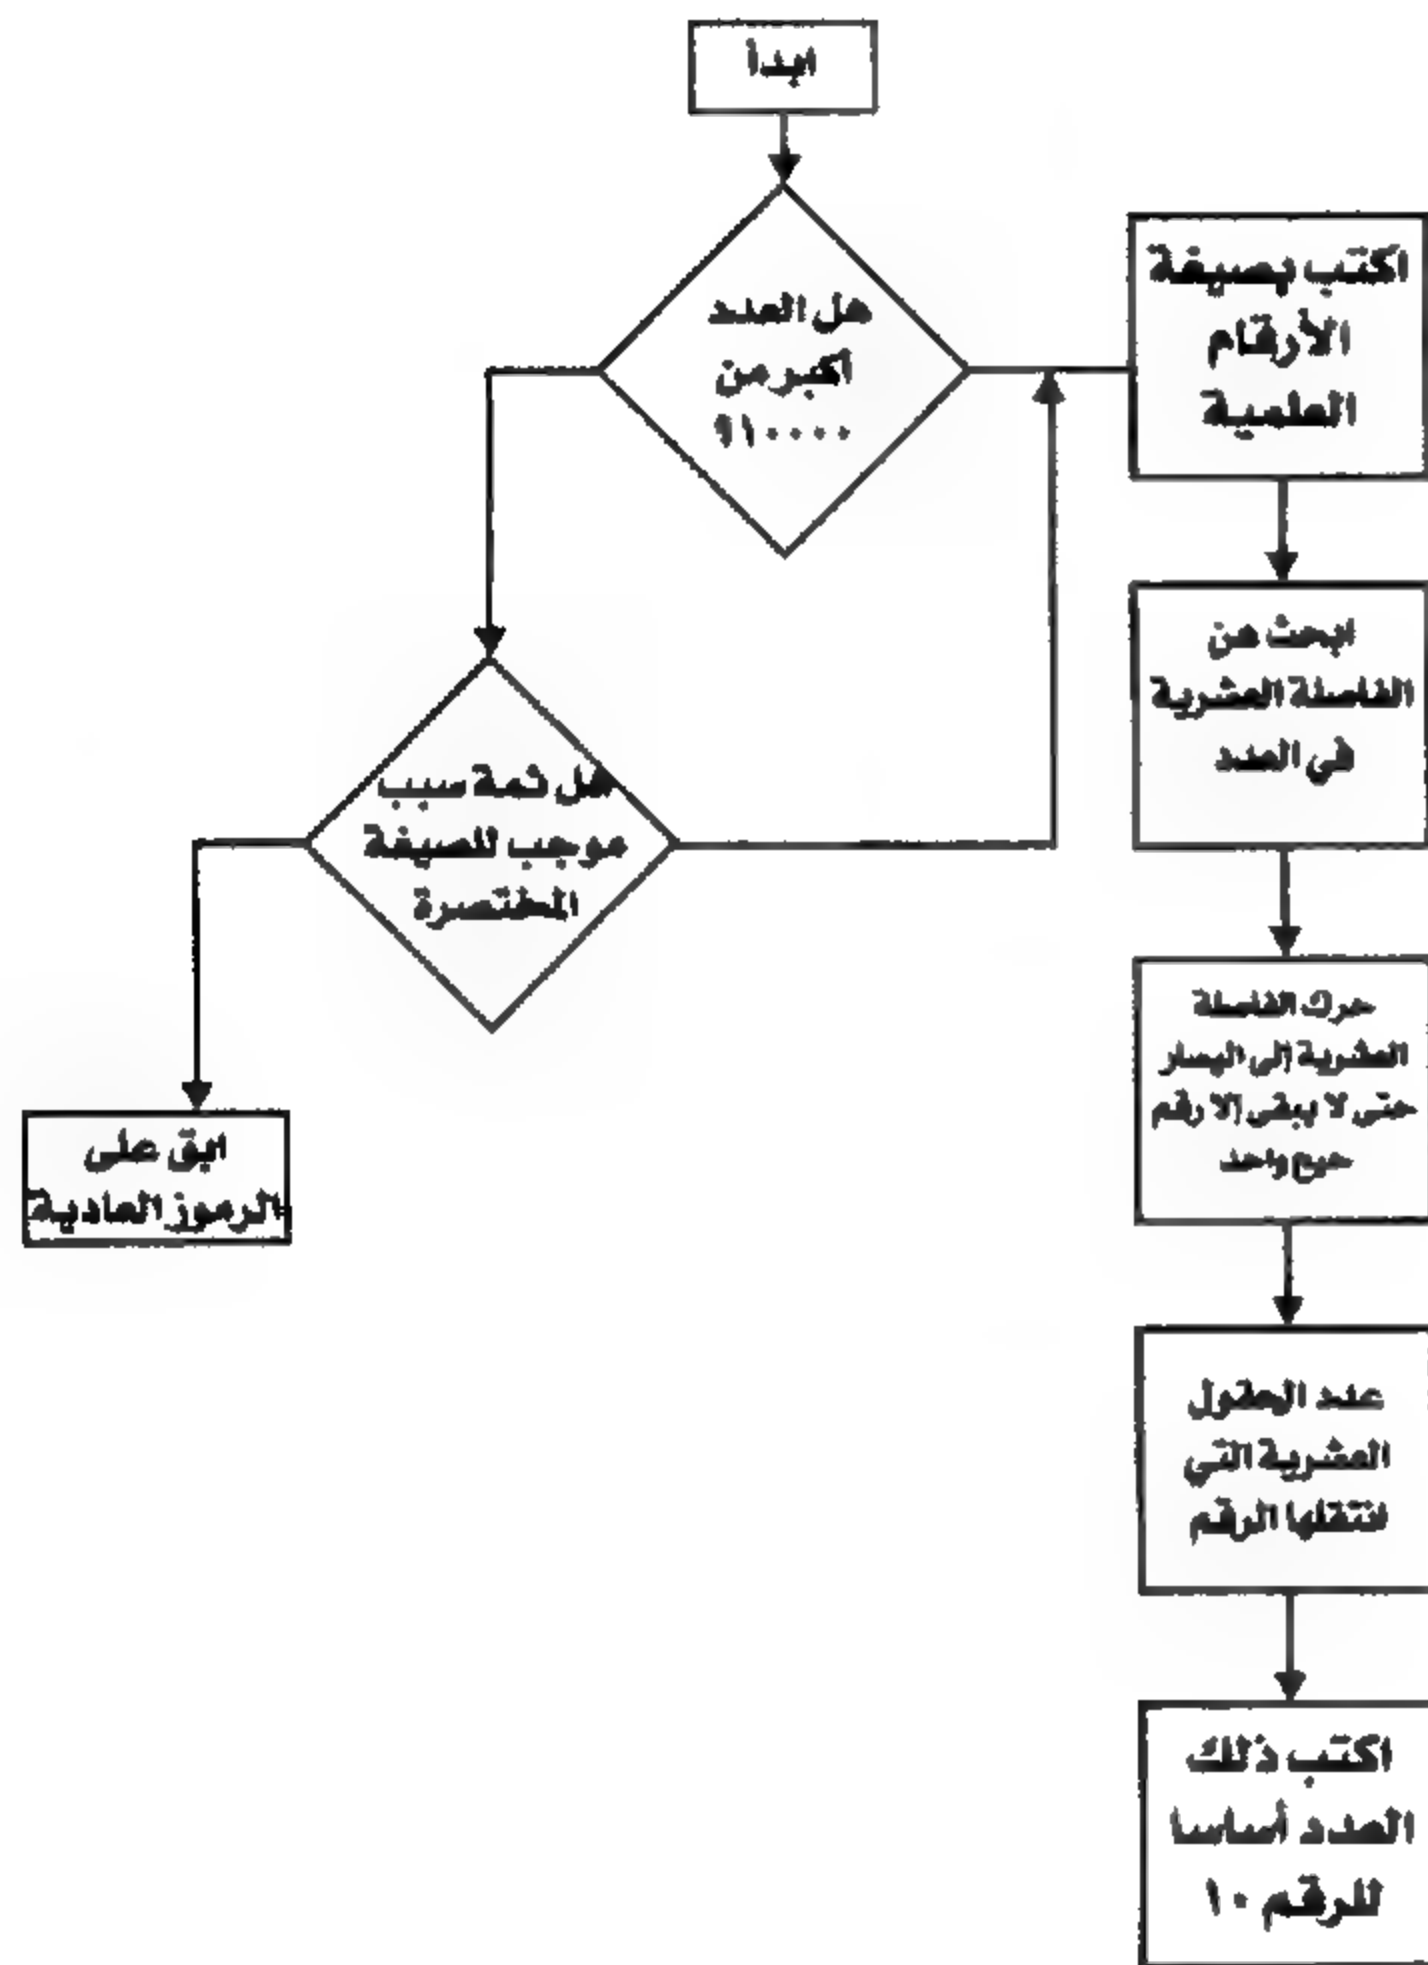 ابدأ
هل العدد
أكبر من
١٠٠٠٠؟
اكتب بصيغة
الأرقام
العلمية
ابحث عن
الفاصلة العشرية
في العدد
هل ثمة سبب
موجب للصيغة
المختصرة
حرك الفاصلة
العشرية إلى اليسار
حتى لا يبقى إلا رقم
واحد
ابق على
الرموز العادية
عدد الحقول
العشرية التي
انتقلها الرقم
اكتب ذلك
العدد أساسا
للرقم ١٠